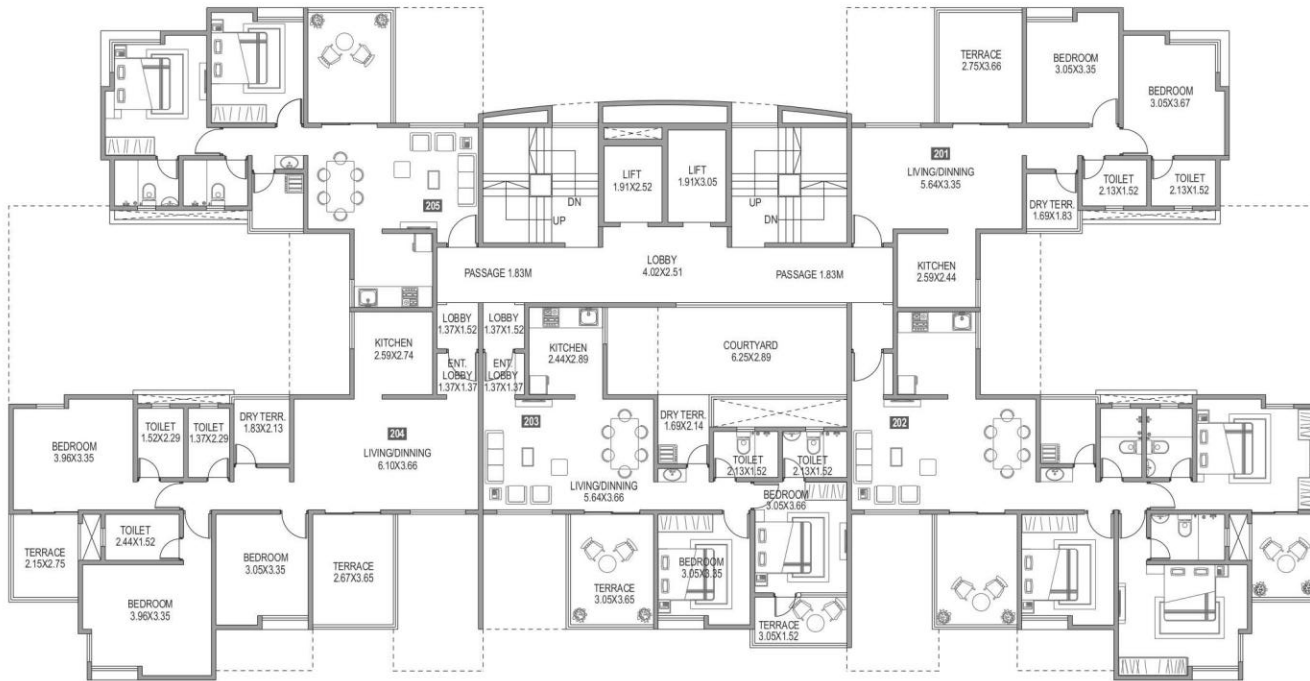 TERRACE
2.75X3.66
BEDROOM
3.05X3.35
BEDROOM
3.05X3.67
201
LIVING/DINNING
5.64X3.35
TOILET
2.13X1.52
TOILET
2.13X1.52
DRY TERR.
1.69X1.83
KITCHEN
2.59X2.44
LIFT
1.91X2.52
LIFT
1.91X3.05
DN
UP
UP
DN
205
PASSAGE 1.83M
LOBBY
4.02X2.51
PASSAGE 1.83M
LOBBY
1.37X1.52
LOBBY
1.37X1.52
ENT.
LOBBY
1.37X1.37
ENT.
LOBBY
1.37X1.37
KITCHEN
2.59X2.74
KITCHEN
2.44X2.89
COURTYARD
6.25X2.89
BEDROOM
3.96X3.35
TOILET
1.52X2.29
TOILET
1.37X2.29
DRY TERR.
1.83X2.13
204
LIVING/DINNING
6.10X3.66
203
LIVING/DINNING
5.64X3.66
DRY TERR.
1.69X2.14
TOILET
2.13X1.52
TOILET
2.13X1.52
202
BEDROOM
3.05X3.66
TERRACE
2.15X2.75
TOILET
2.44X1.52
BEDROOM
3.96X3.35
BEDROOM
3.05X3.35
TERRACE
2.67X3.65
TERRACE
3.05X3.65
BEDROOM
3.05X3.35
TERRACE
3.05X1.52